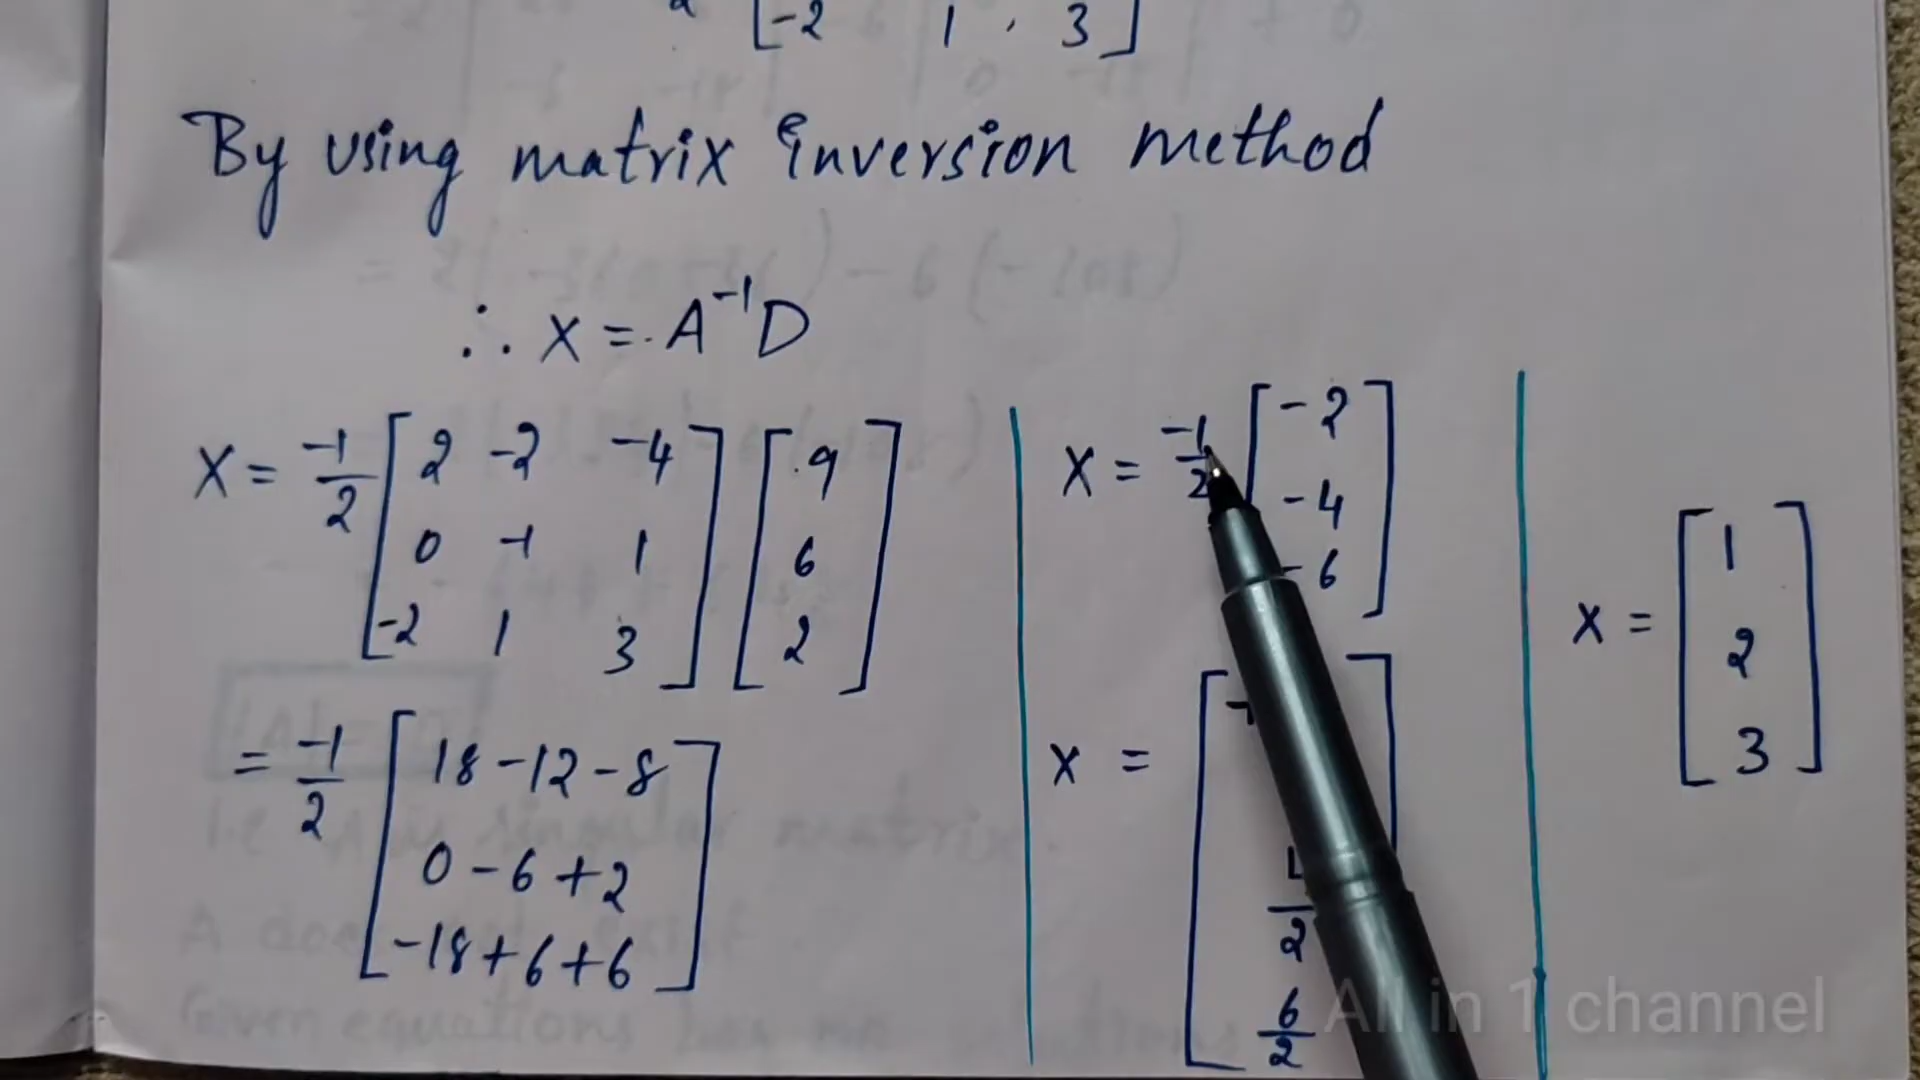 [-2 1 3]
By using matrix inversion method
∴ X = A⁻¹D
X = -1/2 [2 -2 -4] [9]
[0 -1 1] [6]
[-2 1 3] [2]
= -1/2 [18 -12 -8]
[0 -6 +2]
[-18 +6 +6]
X = -1/2 [-2]
[-4]
[-6]
X = [
4/2
6/2]
X = [1]
[2]
[3]
All in 1 channel